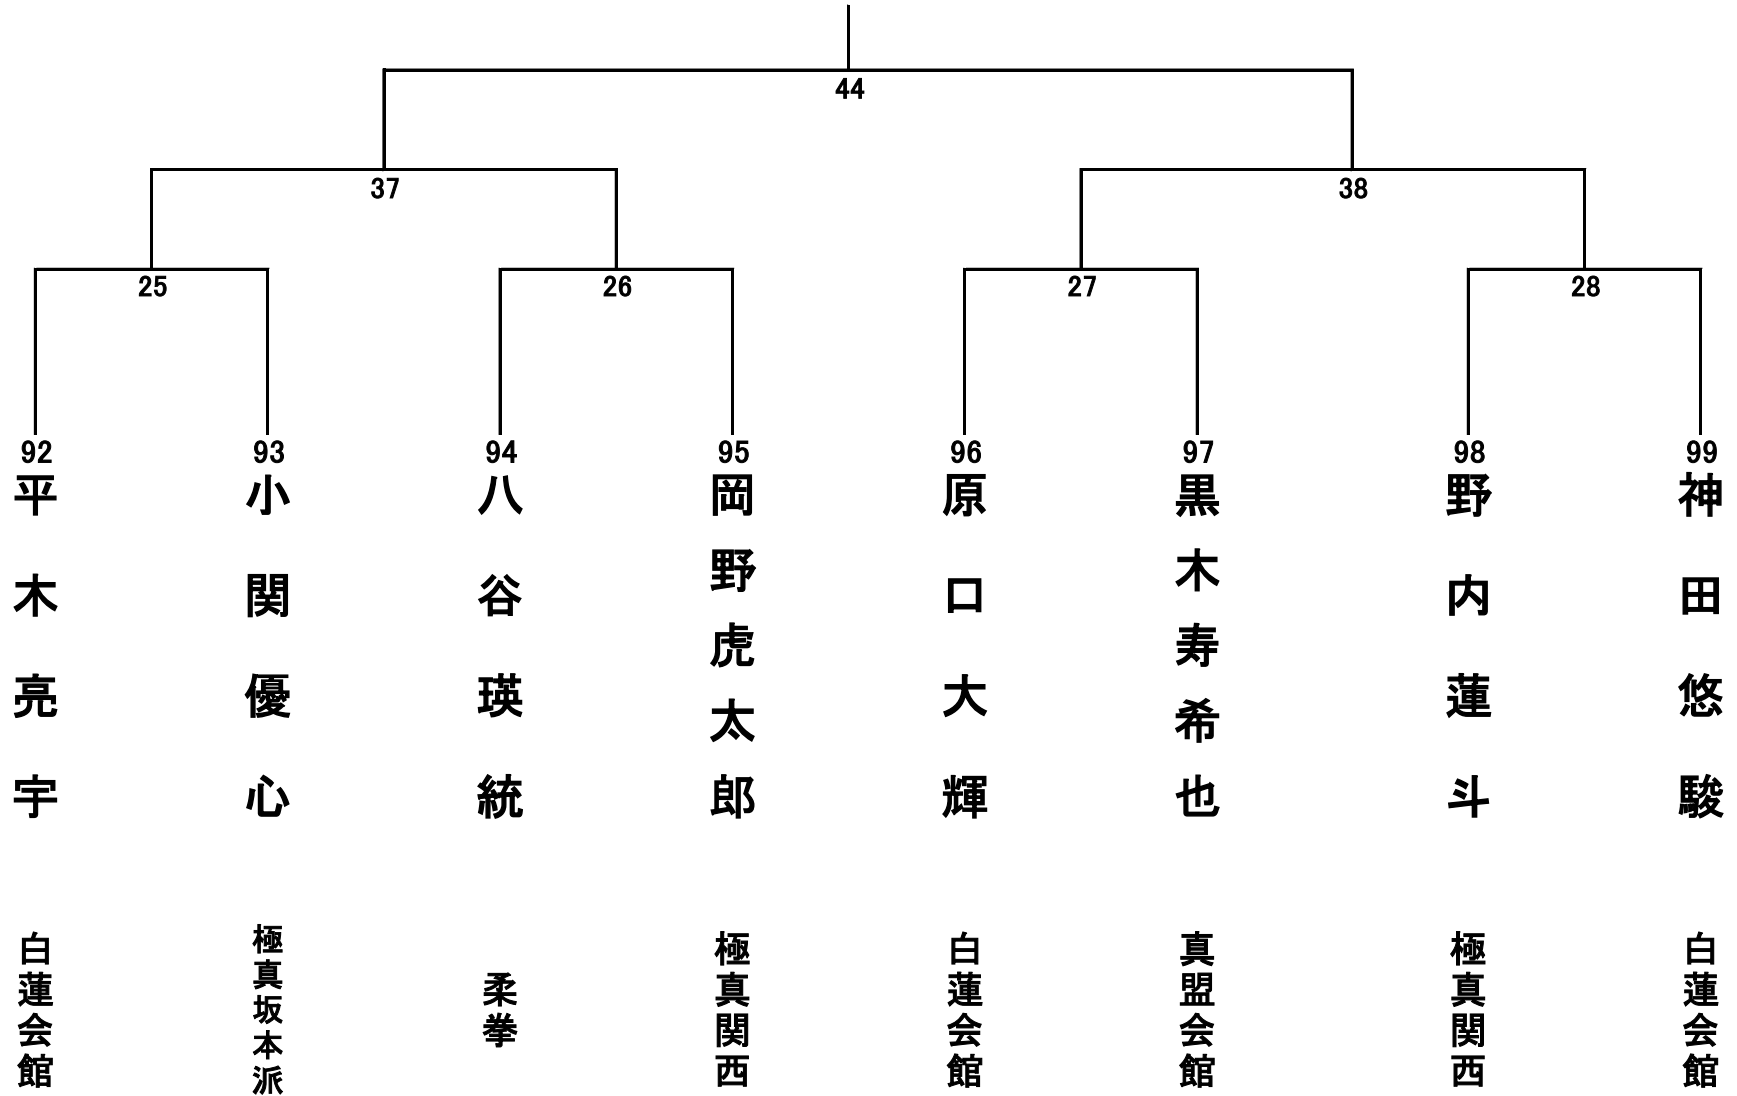 44
37
38
25
26
27
28
92
93
94
95
96
97
98
99
平木亮宇
小関優心
八谷瑛統
岡野虎太郎
原口大輝
黒木寿希也
野内蓮斗
神田悠駿
白蓮会館
極真坂本派
柔拳
極真関西
白蓮会館
真盟会館
極真関西
白蓮会館